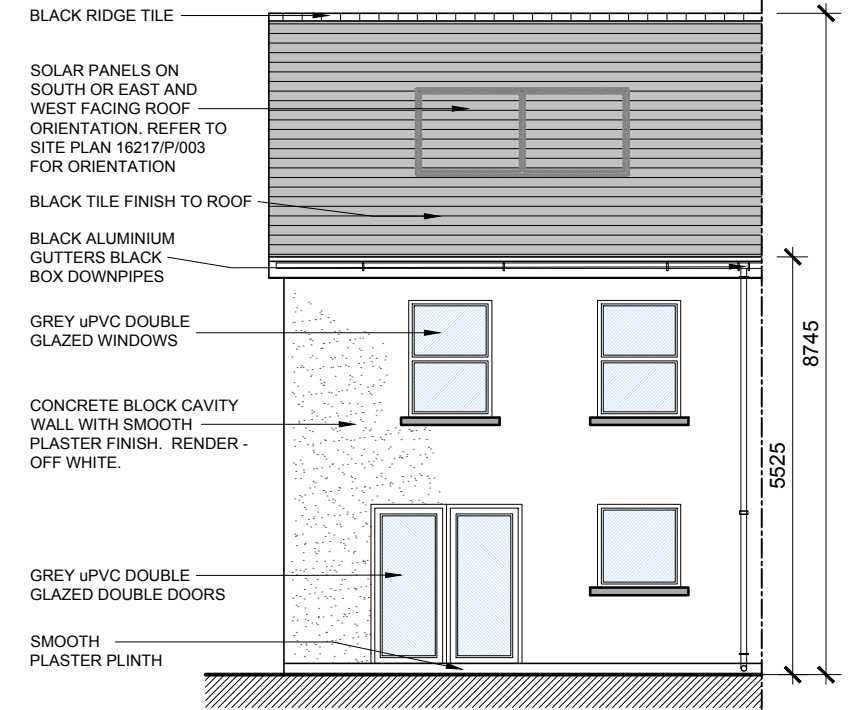 BLACK RIDGE TILE
SOLAR PANELS ON
SOUTH OR EAST AND
WEST FACING ROOF
ORIENTATION. REFER TO
SITE PLAN 16217/P/003
FOR ORIENTATION
BLACK TILE FINISH TO ROOF
BLACK ALUMINIUM
GUTTERS BLACK
BOX DOWNPIPES
GREY uPVC DOUBLE
GLAZED WINDOWS
CONCRETE BLOCK CAVITY
WALL WITH SMOOTH
PLASTER FINISH.  RENDER -
OFF WHITE.
GREY uPVC DOUBLE
GLAZED DOUBLE DOORS
SMOOTH
PLASTER PLINTH
5525
8745